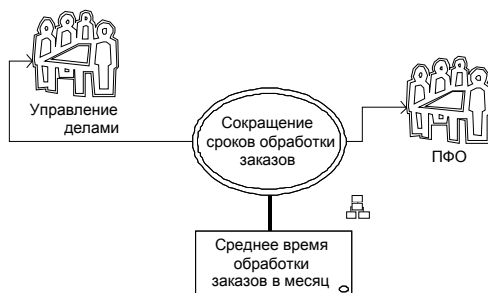 Управление
делами
Сокращение
сроков обработки
заказов
ПФО
Среднее время
обработки
заказов в месяц